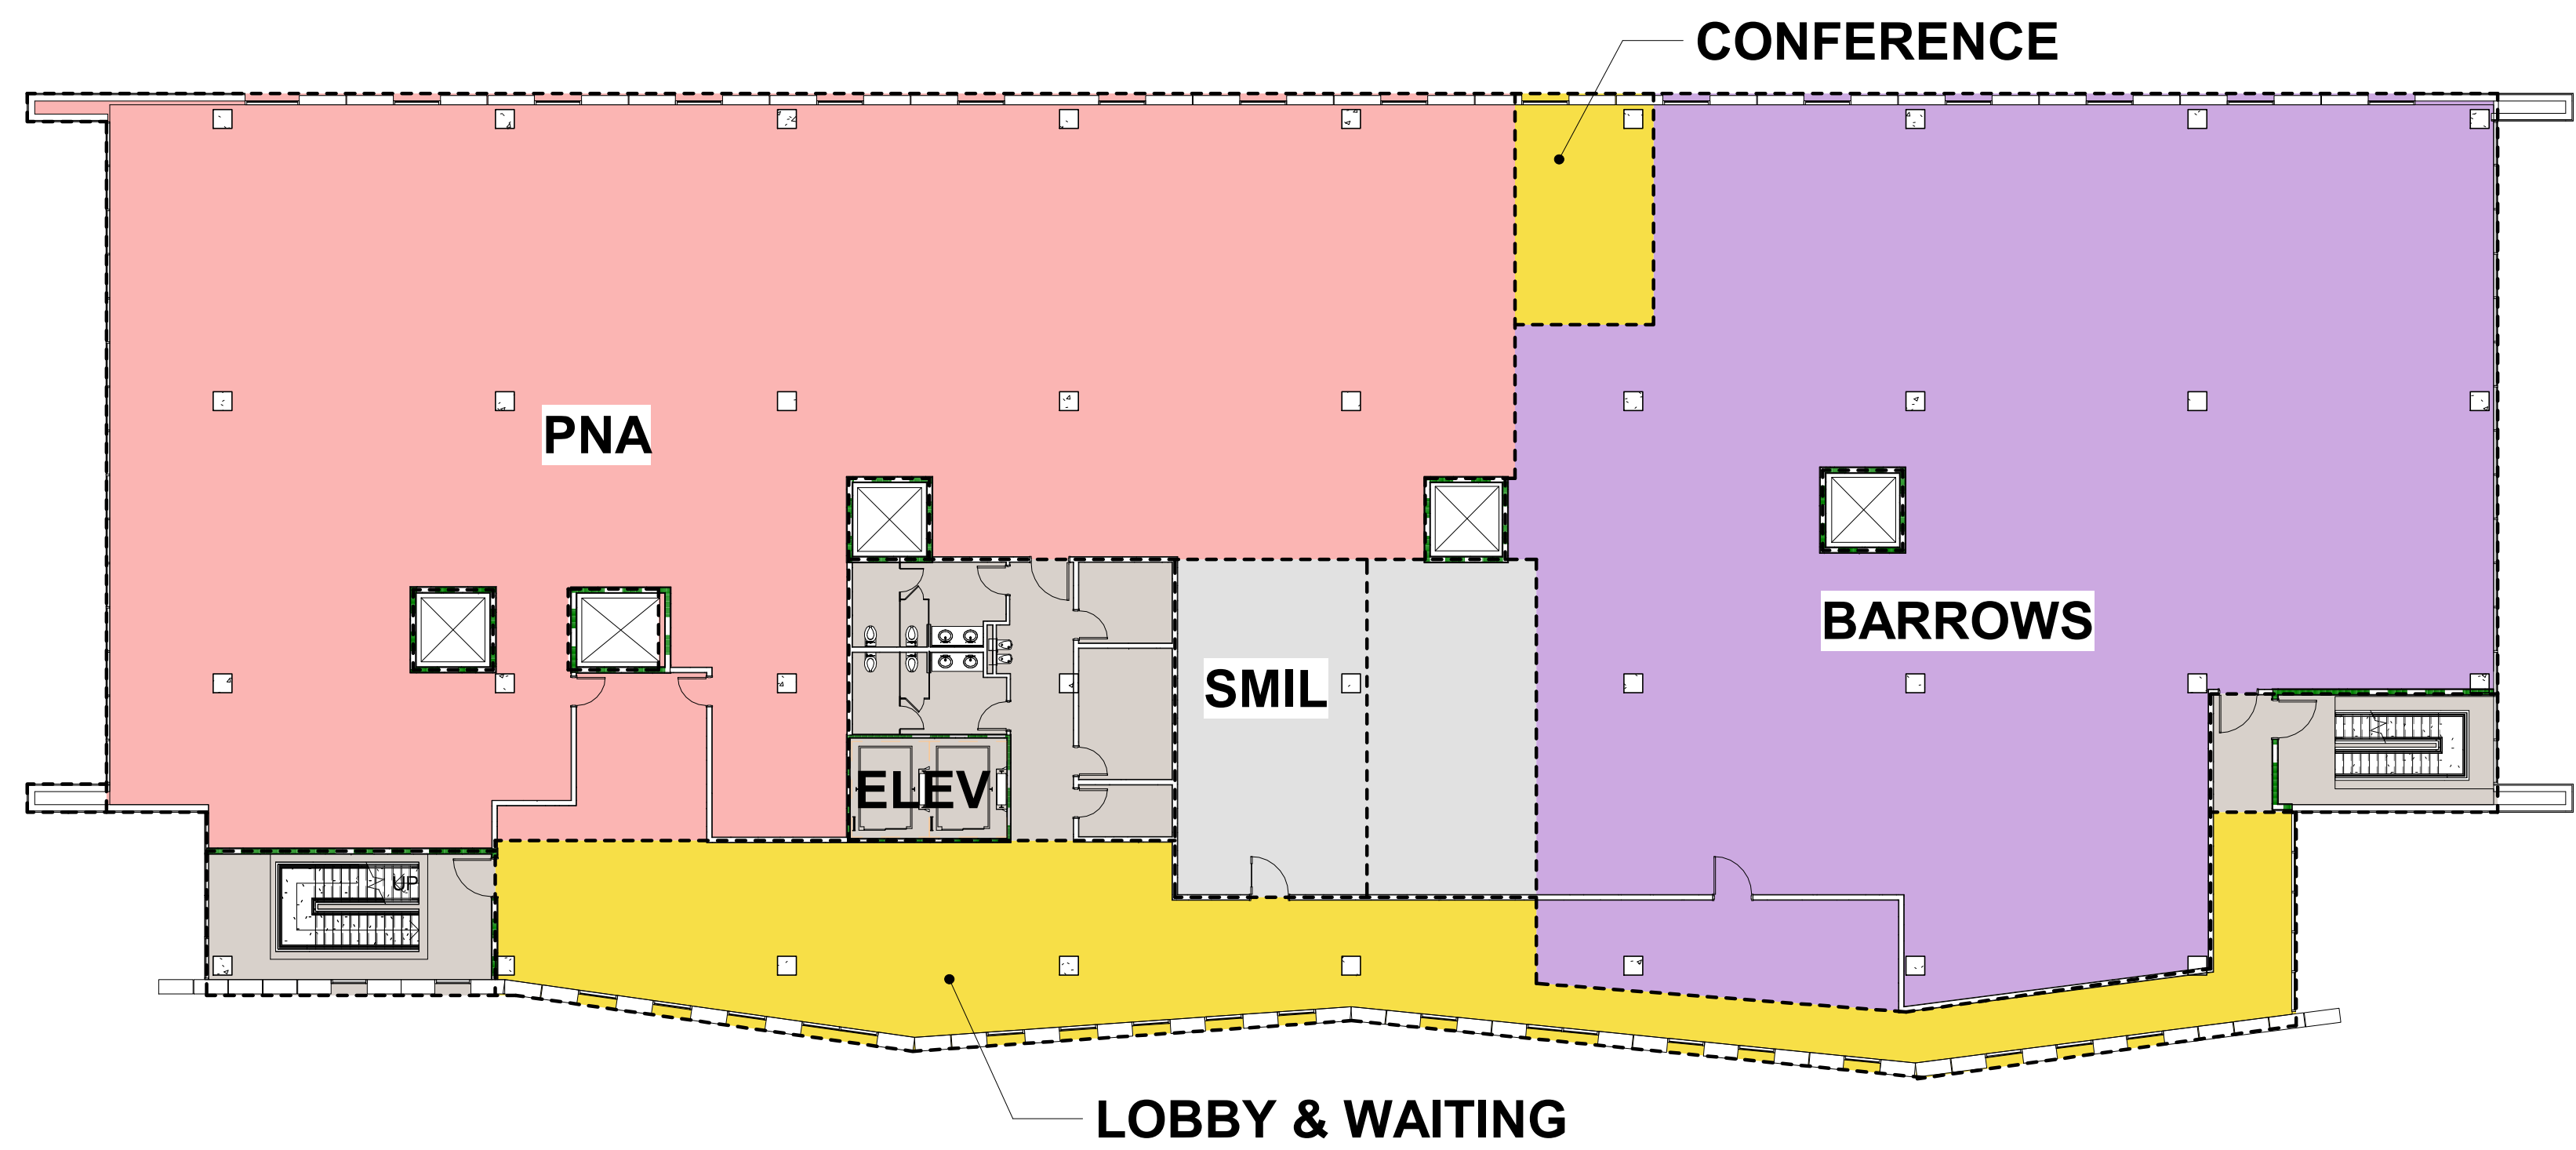 CONFERENCE
PNA
BARROWS
SMIL
ELEV
UP
LOBBY & WAITING